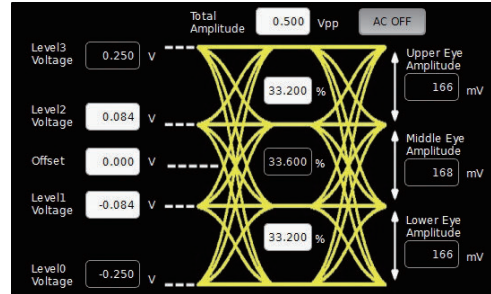 Total
Amplitude 0.500 Vpp AC OFF
Level3
Voltage 0.250 V
Upper Eye
Amplitude
33.200 %
166 mV
Level2
Voltage 0.084 V
Middle Eye
Amplitude
Offset 0.000 V
33.600 %
168 mV
Level1
Voltage -0.084 V
Lower Eye
Amplitude
33.200 %
166 mV
Level0
Voltage -0.250 V